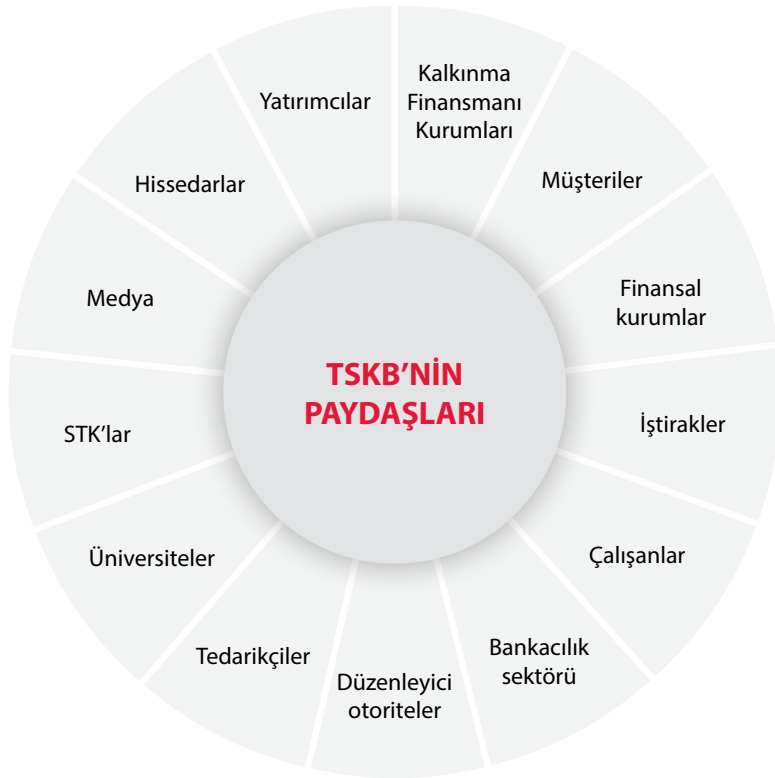 TSKB’NİN
PAYDAŞLARI
Kalkınma
Finansmanı
Kurumları
Müşteriler
Finansal
kurumlar
İştirakler
Çalışanlar
Bankacılık
sektörü
Düzenleyici
otoriteler
Tedarikçiler
Üniversiteler
STK’lar
Medya
Hissedarlar
Yatırımcılar